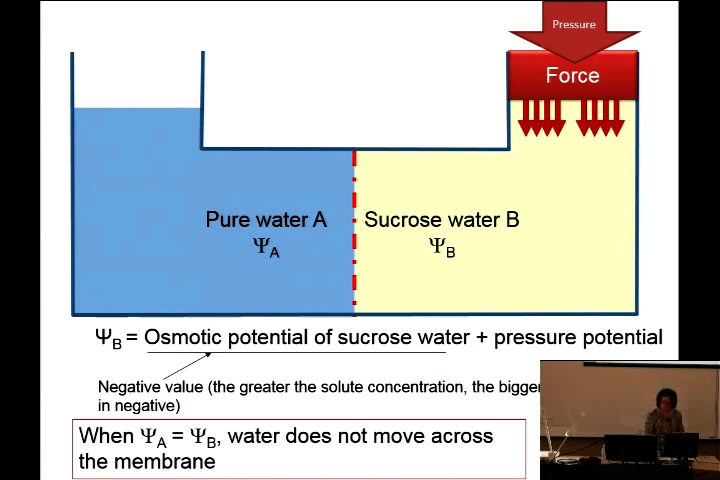 Pressure
Force
Pure water A
Sucrose water B
ΨA
ΨB
ΨB = Osmotic potential of sucrose water + pressure potential
Negative value (the greater the solute concentration, the bigger
in negative)
When ΨA = ΨB, water does not move across
the membrane